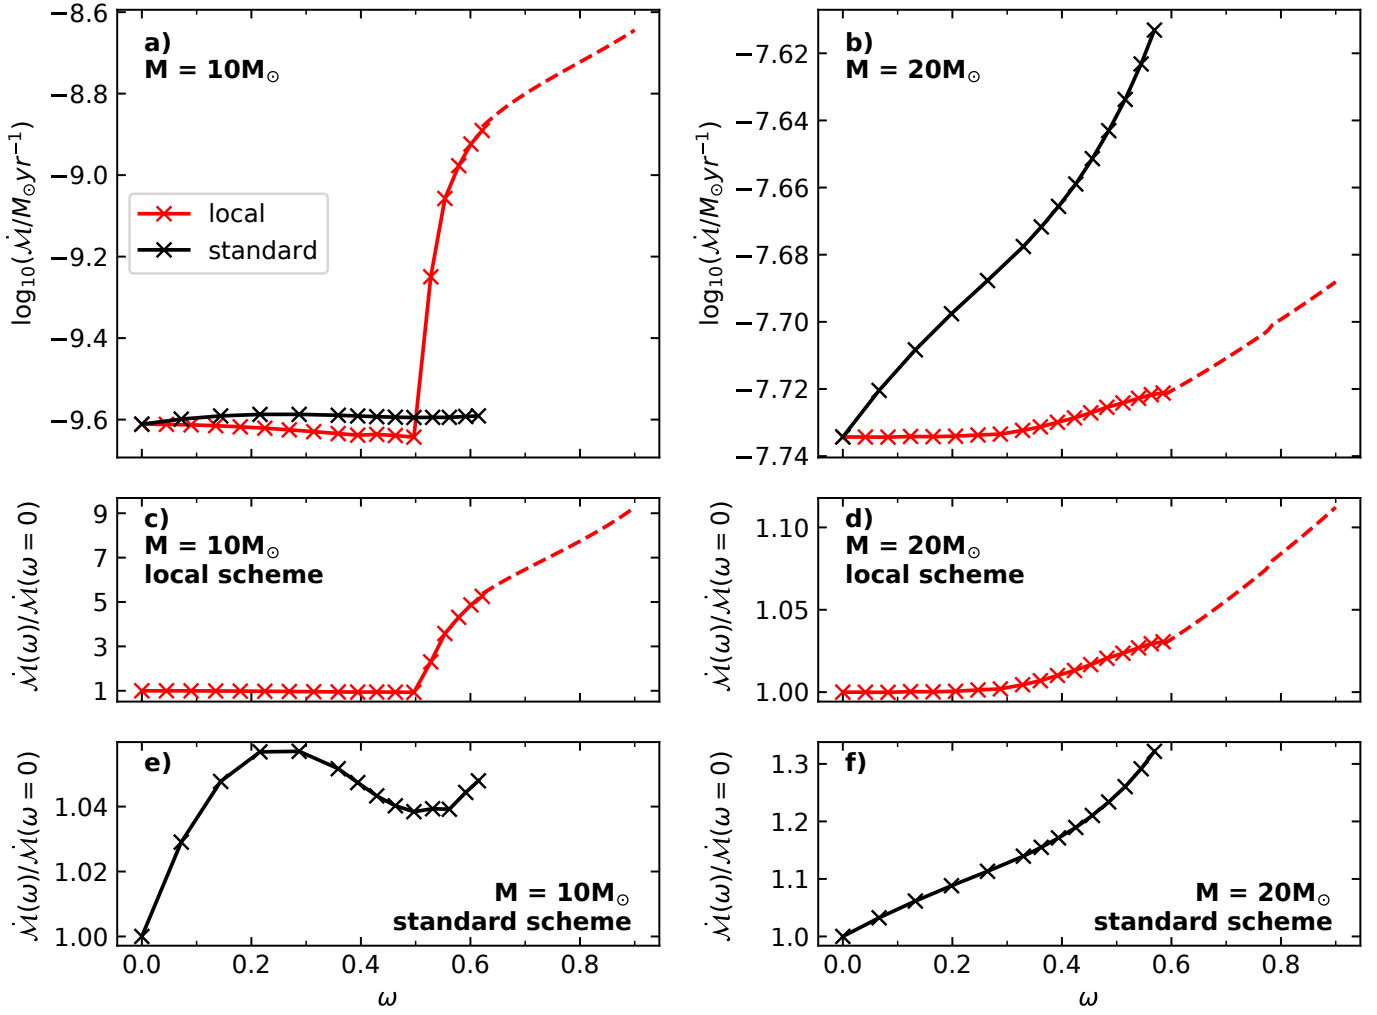 a)
M = 10M⊙
log₁₀(Ṁ/M⊙yr⁻¹)
−8.6
−8.8
−9.0
−9.2
−9.4
−9.6
local
standard
b)
M = 20M⊙
log₁₀(Ṁ/M⊙yr⁻¹)
−7.62
−7.64
−7.66
−7.68
−7.70
−7.72
−7.74
c)
M = 10M⊙
local scheme
Ṁ(ω)/Ṁ(ω = 0)
9
7
5
3
1
d)
M = 20M⊙
local scheme
Ṁ(ω)/Ṁ(ω = 0)
1.10
1.05
1.00
e)
M = 10M⊙
standard scheme
Ṁ(ω)/Ṁ(ω = 0)
1.04
1.02
1.00
0.0 0.2 0.4 0.6 0.8
ω
f)
M = 20M⊙
standard scheme
Ṁ(ω)/Ṁ(ω = 0)
1.3
1.2
1.1
1.0
0.0 0.2 0.4 0.6 0.8
ω